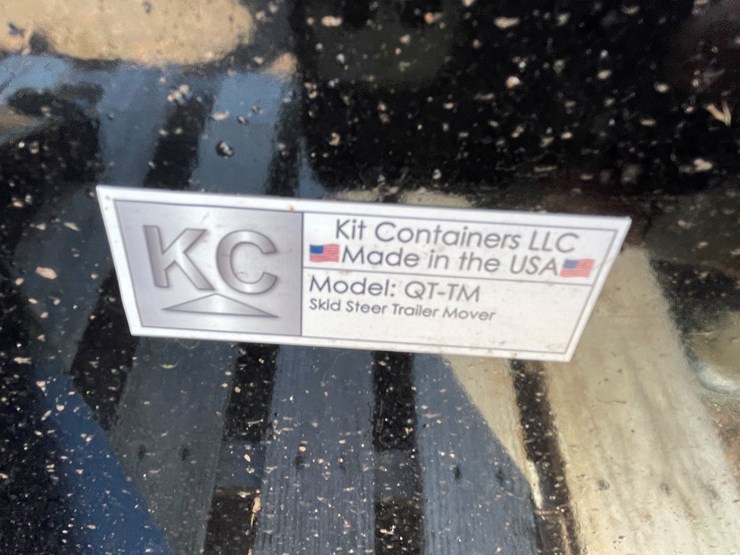 KC
Kit Containers LLC
Made in the USA
Model: QT-TM
Skid Steer Trailer Mover